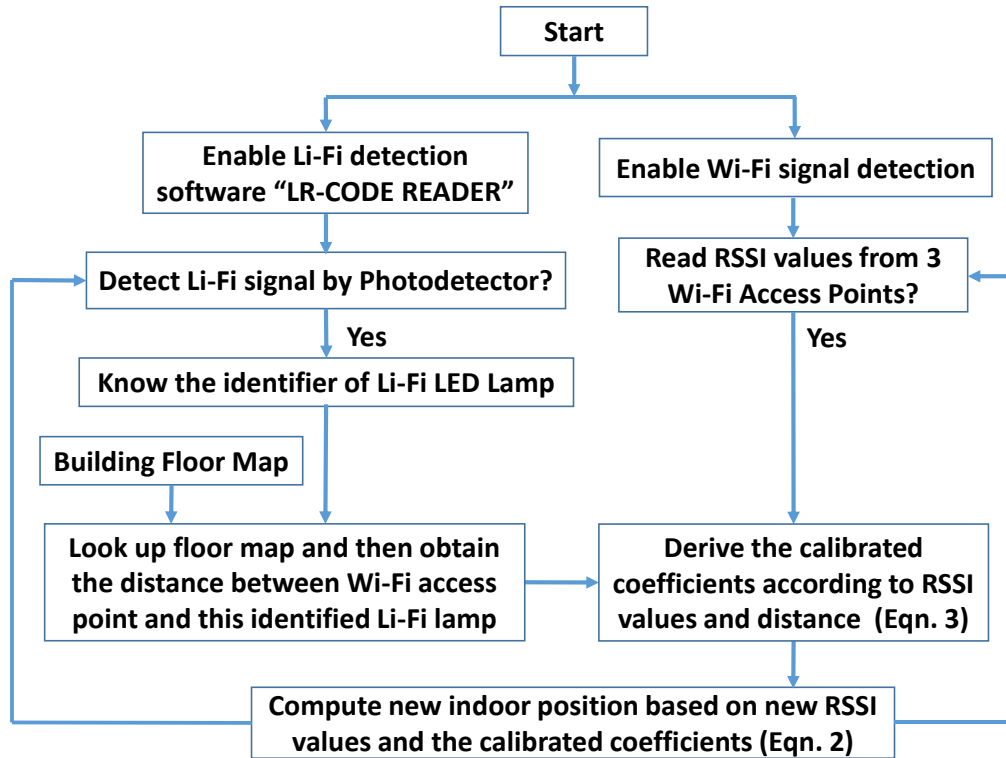 Start
Enable Li-Fi detection
software “LR-CODE READER”
Enable Wi-Fi signal detection
Detect Li-Fi signal by Photodetector?
Read RSSI values from 3
Wi-Fi Access Points?
Yes
Yes
Know the identifier of Li-Fi LED Lamp
Building Floor Map
Look up floor map and then obtain
the distance between Wi-Fi access
point and this identified Li-Fi lamp
Derive the calibrated
coefficients according to RSSI
values and distance (Eqn. 3)
Compute new indoor position based on new RSSI
values and the calibrated coefficients (Eqn. 2)